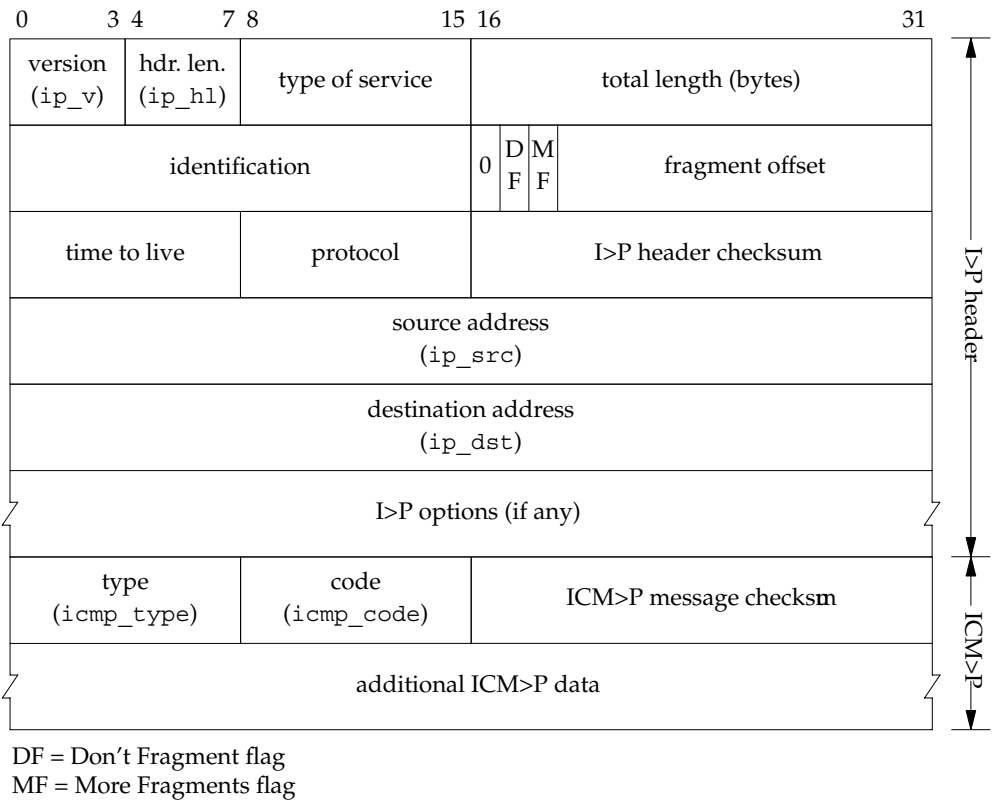 0 3 4 7 8 15 16 31
version hdr. len. type of service total length (bytes)
(ip_v) (ip_hl)
identification 0 D M fragment offset
F F
time to live protocol I>P header checksum
source address
(ip_src)
destination address
(ip_dst)
I>P options (if any)
I>P header
type code ICM>P message checksm
(icmp_type) (icmp_code)
additional ICM>P data
ICM>P
DF = Don't Fragment flag
MF = More Fragments flag